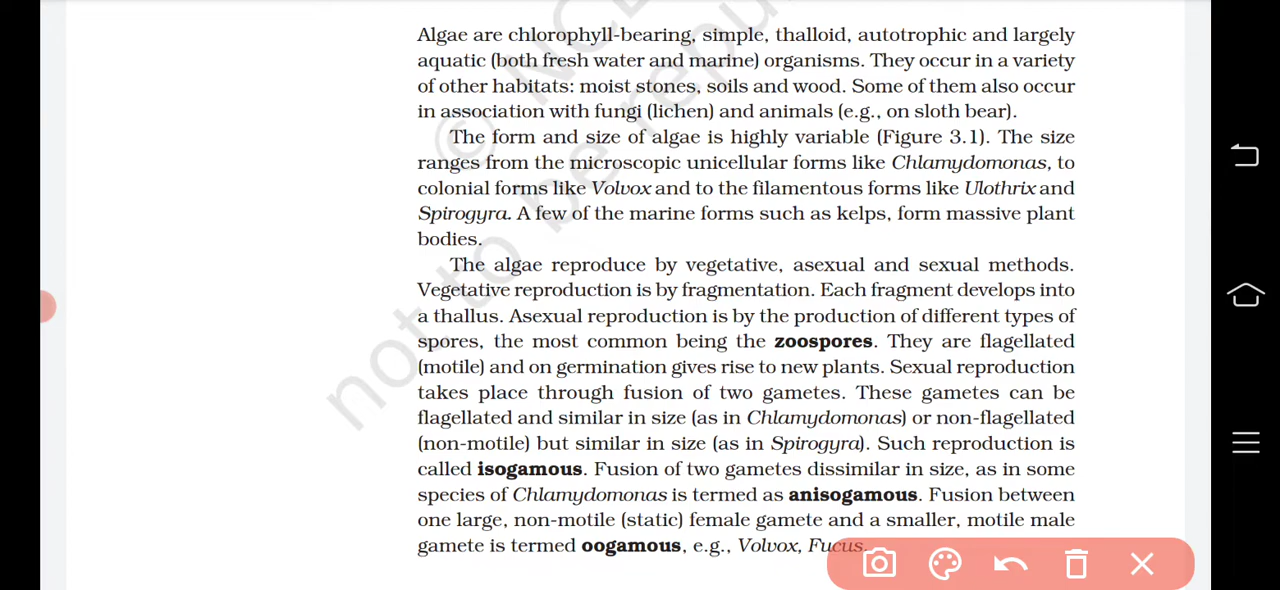 Algae are chlorophyll-bearing, simple, thalloid, autotrophic and largely
aquatic (both fresh water and marine) organisms. They occur in a variety
of other habitats: moist stones, soils and wood. Some of them also occur
in association with fungi (lichen) and animals (e.g., on sloth bear).
The form and size of algae is highly variable (Figure 3.1). The size
ranges from the microscopic unicellular forms like Chlamydomonas, to
colonial forms like Volvox and to the filamentous forms like Ulothrix and
Spirogyra. A few of the marine forms such as kelps, form massive plant
bodies.
The algae reproduce by vegetative, asexual and sexual methods.
Vegetative reproduction is by fragmentation. Each fragment develops into
a thallus. Asexual reproduction is by the production of different types of
spores, the most common being the zoospores. They are flagellated
(motile) and on germination gives rise to new plants. Sexual reproduction
takes place through fusion of two gametes. These gametes can be
flagellated and similar in size (as in Chlamydomonas) or non-flagellated
(non-motile) but similar in size (as in Spirogyra). Such reproduction is
called isogamous. Fusion of two gametes dissimilar in size, as in some
species of Chlamydomonas is termed as anisogamous. Fusion between
one large, non-motile (static) female gamete and a smaller, motile male
gamete is termed oogamous, e.g., Volvox, Fucus.
© NC
not to be repu